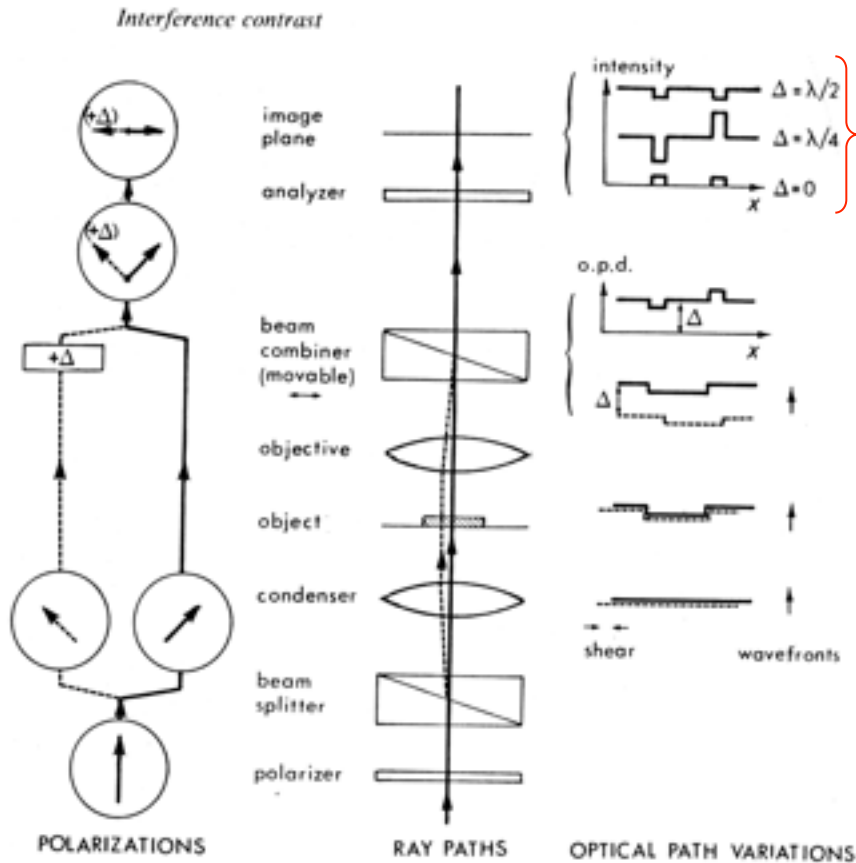 Interference contrast
(+Δ)
(+Δ)
+Δ
POLARIZATIONS
image
plane
analyzer
beam
combiner
(movable)
objective
object
condenser
beam
splitter
polarizer
RAY PATHS
intensity
Δ = λ/2
Δ = λ/4
Δ = 0
x
o.p.d.
Δ
x
Δ
shear
wavefronts
OPTICAL PATH VARIATIONS